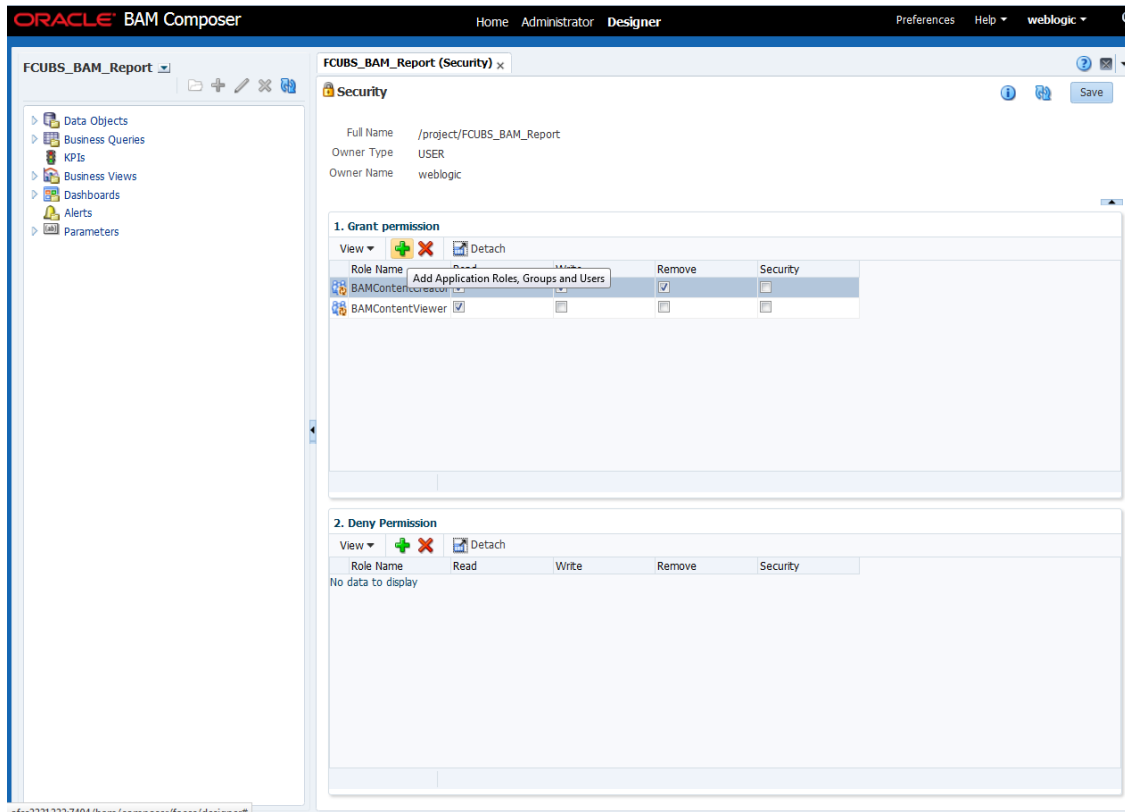 ORACLE BAM Composer
Home Administrator Designer
Preferences Help weblogic
FCUBS_BAM_Report
Data Objects
Business Queries
KPIs
Business Views
Dashboards
Alerts
Parameters
FCUBS_BAM_Report (Security)
Security
Save
Full Name /project/FCUBS_BAM_Report
Owner Type USER
Owner Name weblogic
1. Grant permission
View Detach
Role Name Remove Security
Add Application Roles, Groups and Users
BAMContentCreator
BAMContentViewer
2. Deny Permission
View Detach
Role Name Read Write Remove Security
No data to display